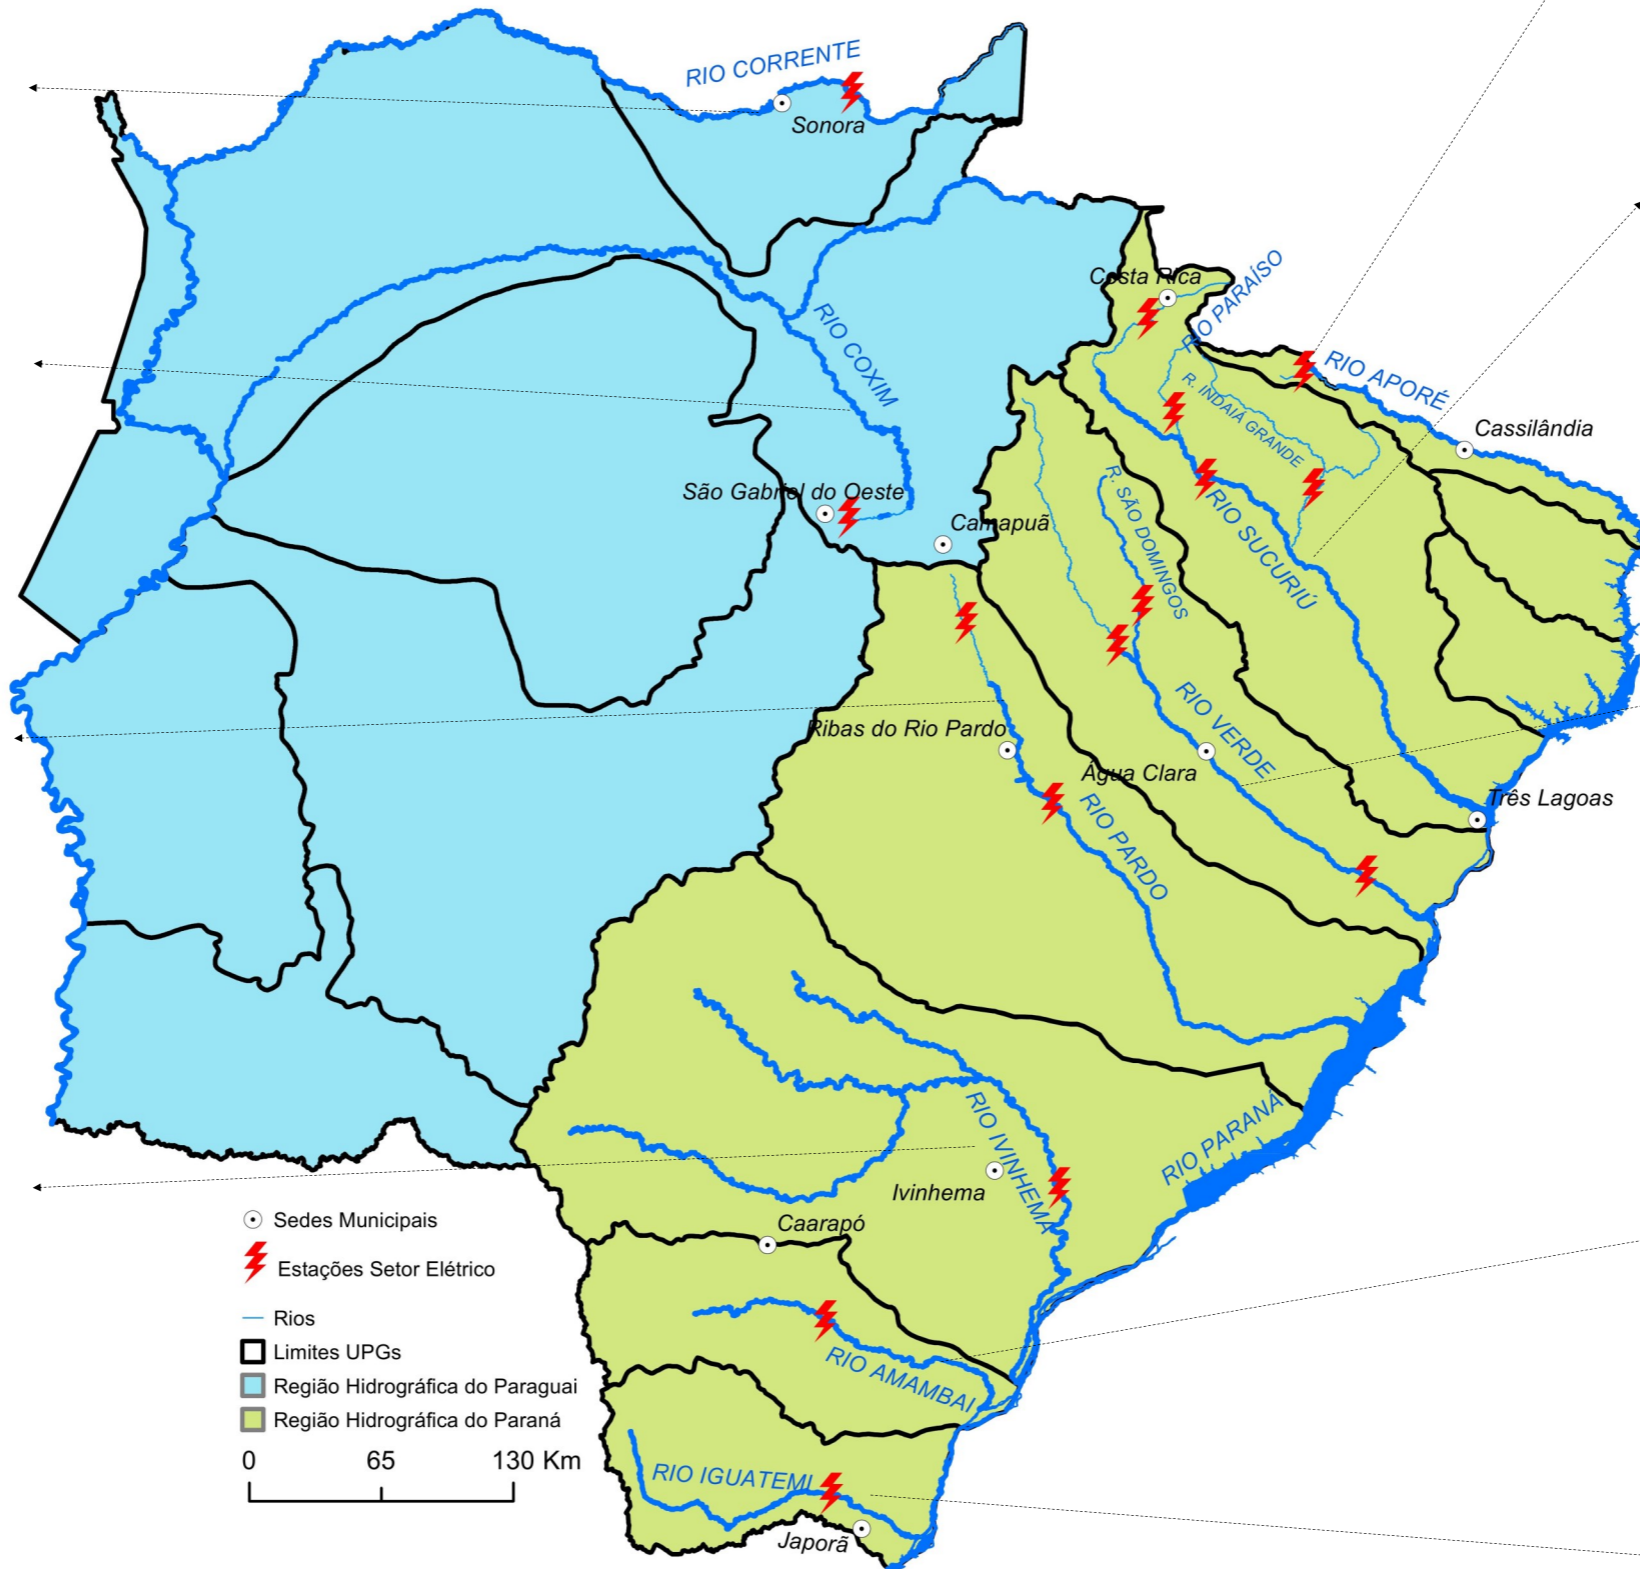 RIO CORRENTE
Sonora
Costa Rica
RIO PARAÍSO
RIO APORÉ
R. INDAIÁ GRANDE
Cassilândia
RIO COXIM
São Gabriel do Oeste
Camapuã
R. SÃO DOMINGOS
RIO SUCURIÚ
Ribas do Rio Pardo
RIO VERDE
Água Clara
Três Lagoas
RIO PARDO
RIO IVINHEMA
RIO PARANÁ
Ivinhema
Caarapó
RIO AMAMBAI
RIO IGUATEMI
Japorã
Sedes Municipais
Estações Setor Elétrico
Rios
Limites UPGs
Região Hidrográfica do Paraguai
Região Hidrográfica do Paraná
0 65 130 Km